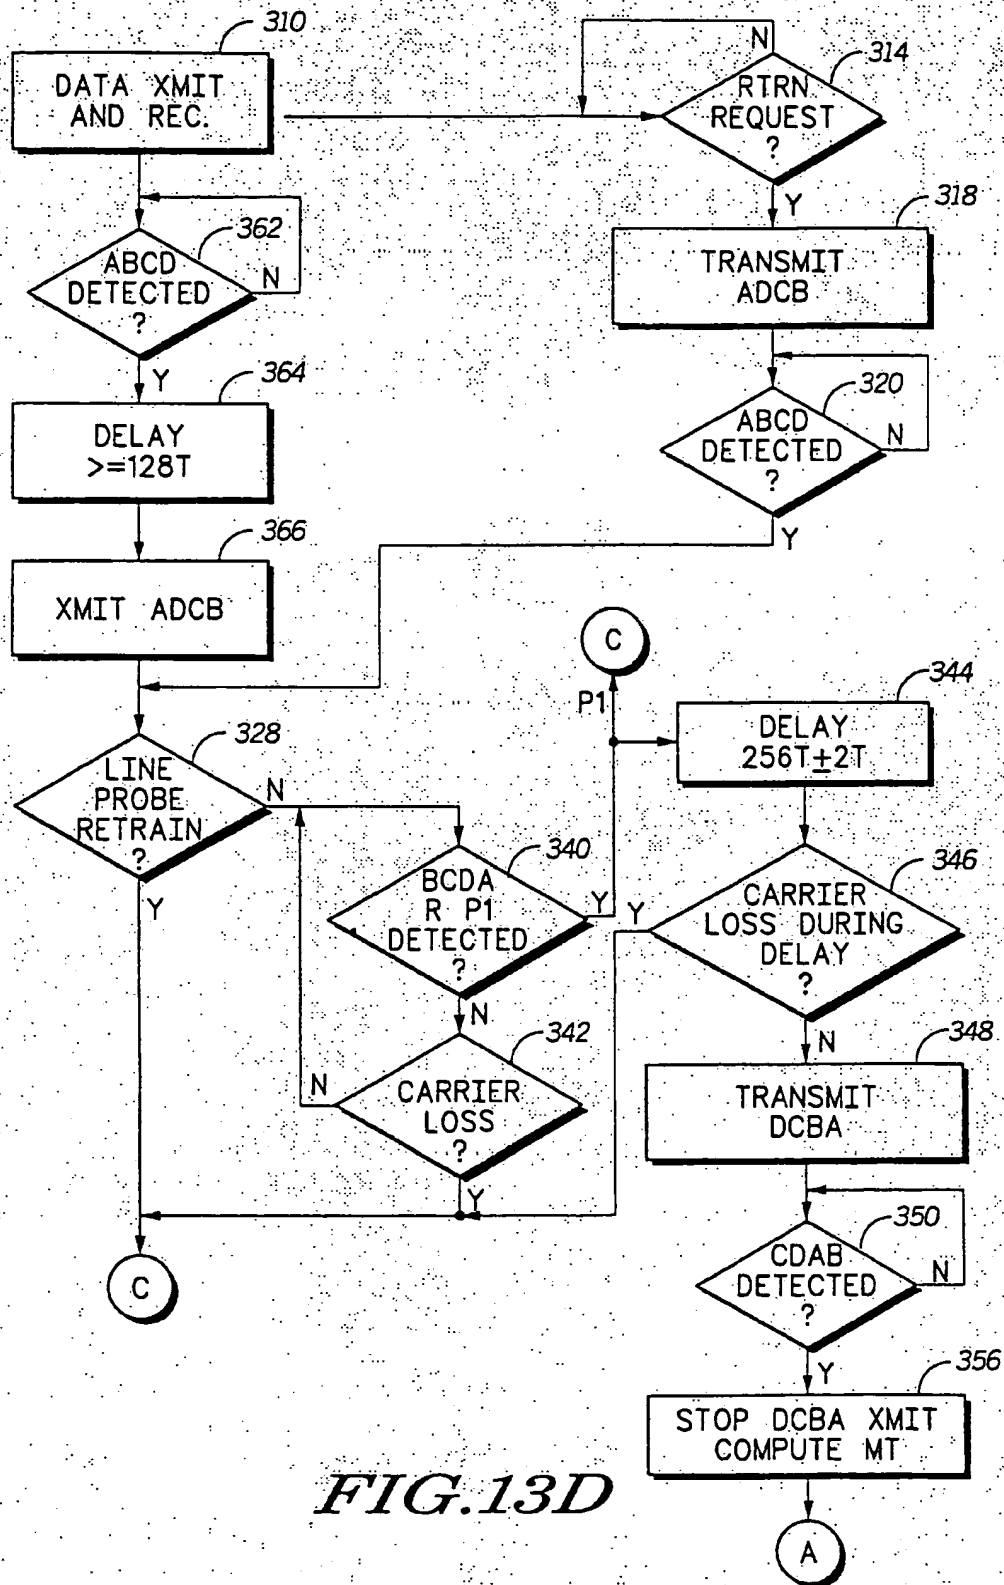 310
DATA XMIT
AND REC.
N
314
RTRN
REQUEST
?
Y
318
TRANSMIT
ADCB
362
ABCD
DETECTED
?
N
Y
364
DELAY
>=128T
320
ABCD
DETECTED
?
N
Y
366
XMIT ADCB
C
P1
344
DELAY
256T±2T
328
LINE
PROBE
RETRAIN
?
N
Y
340
BCDA
R P1
DETECTED
?
Y
N
346
CARRIER
LOSS DURING
DELAY
?
Y
N
342
CARRIER
LOSS
?
N
Y
348
TRANSMIT
DCBA
C
350
CDAB
DETECTED
?
N
Y
356
STOP DCBA XMIT
COMPUTE MT
A
FIG.13D